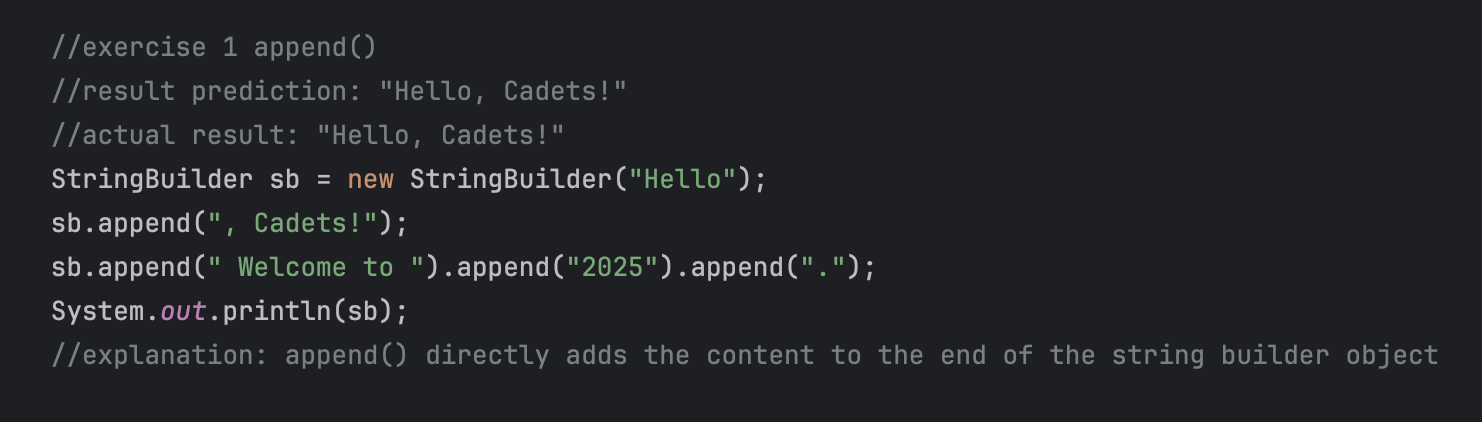 //exercise 1 append()
//result prediction: "Hello, Cadets!"
//actual result: "Hello, Cadets!"
StringBuilder sb = new StringBuilder("Hello");
sb.append(", Cadets!");
sb.append(" Welcome to ").append("2025").append(".");
System.out.println(sb);
//explanation: append() directly adds the content to the end of the string builder object